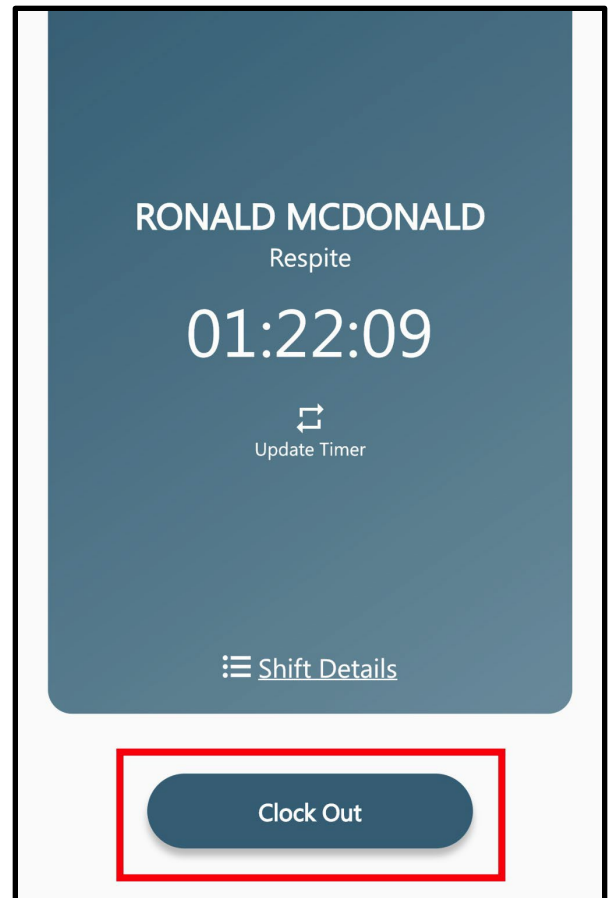 RONALD MCDONALD
Respite
01:22:09
Update Timer
Shift Details
Clock Out